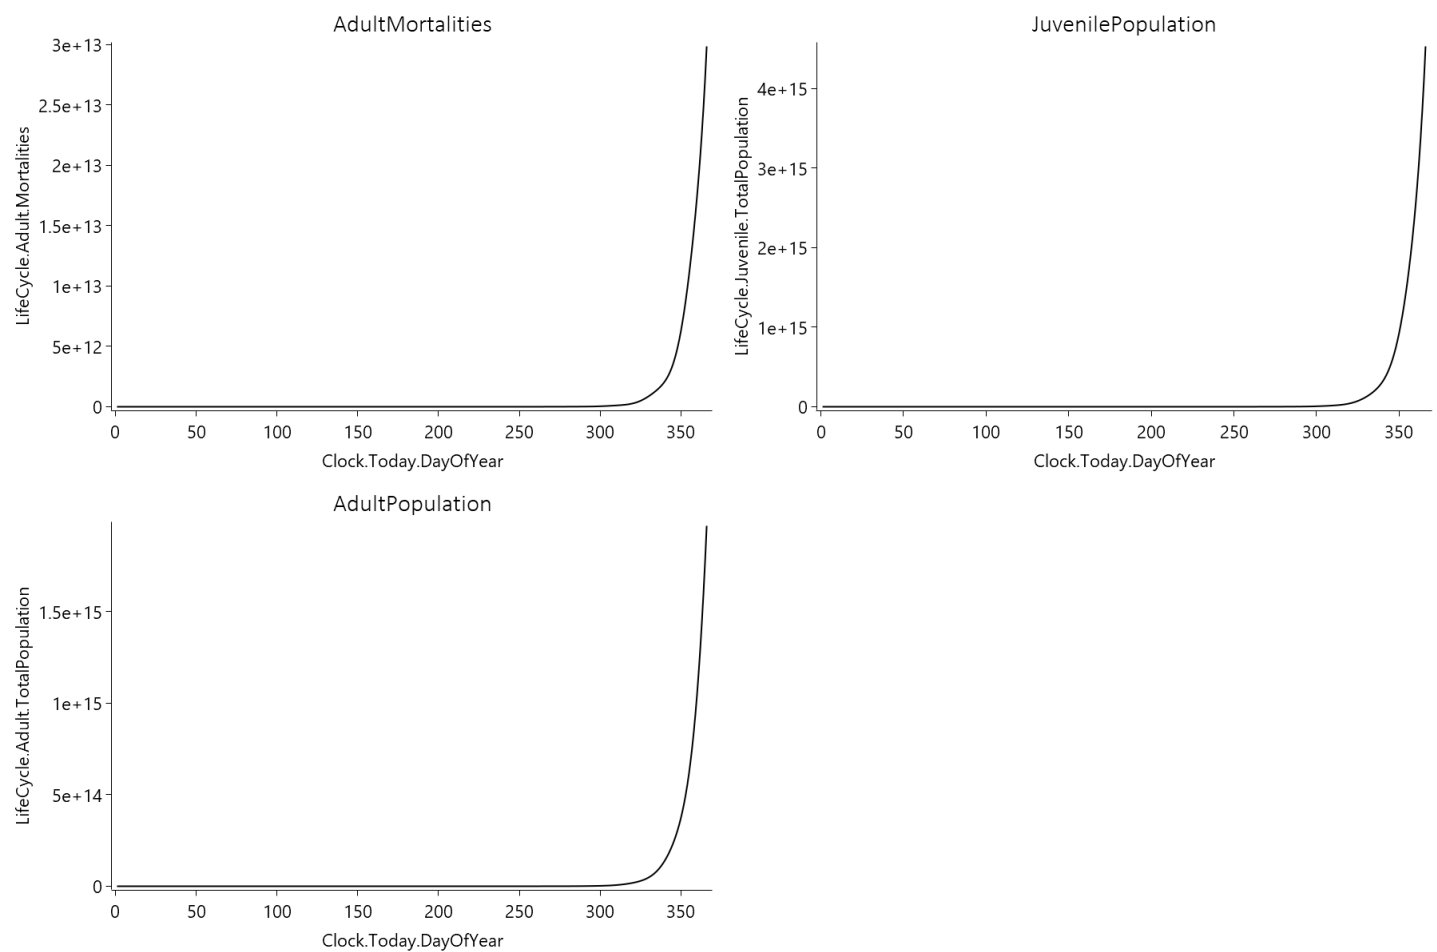 AdultMortalities
3e+13
2.5e+13
2e+13
1.5e+13
1e+13
5e+12
0
LifeCycle.Adult.Mortalities
0 50 100 150 200 250 300 350
Clock.Today.DayOfYear
JuvenilePopulation
4e+15
3e+15
2e+15
1e+15
0
LifeCycle.Juvenile.TotalPopulation
0 50 100 150 200 250 300 350
Clock.Today.DayOfYear
AdultPopulation
1.5e+15
1e+15
5e+14
0
LifeCycle.Adult.TotalPopulation
0 50 100 150 200 250 300 350
Clock.Today.DayOfYear